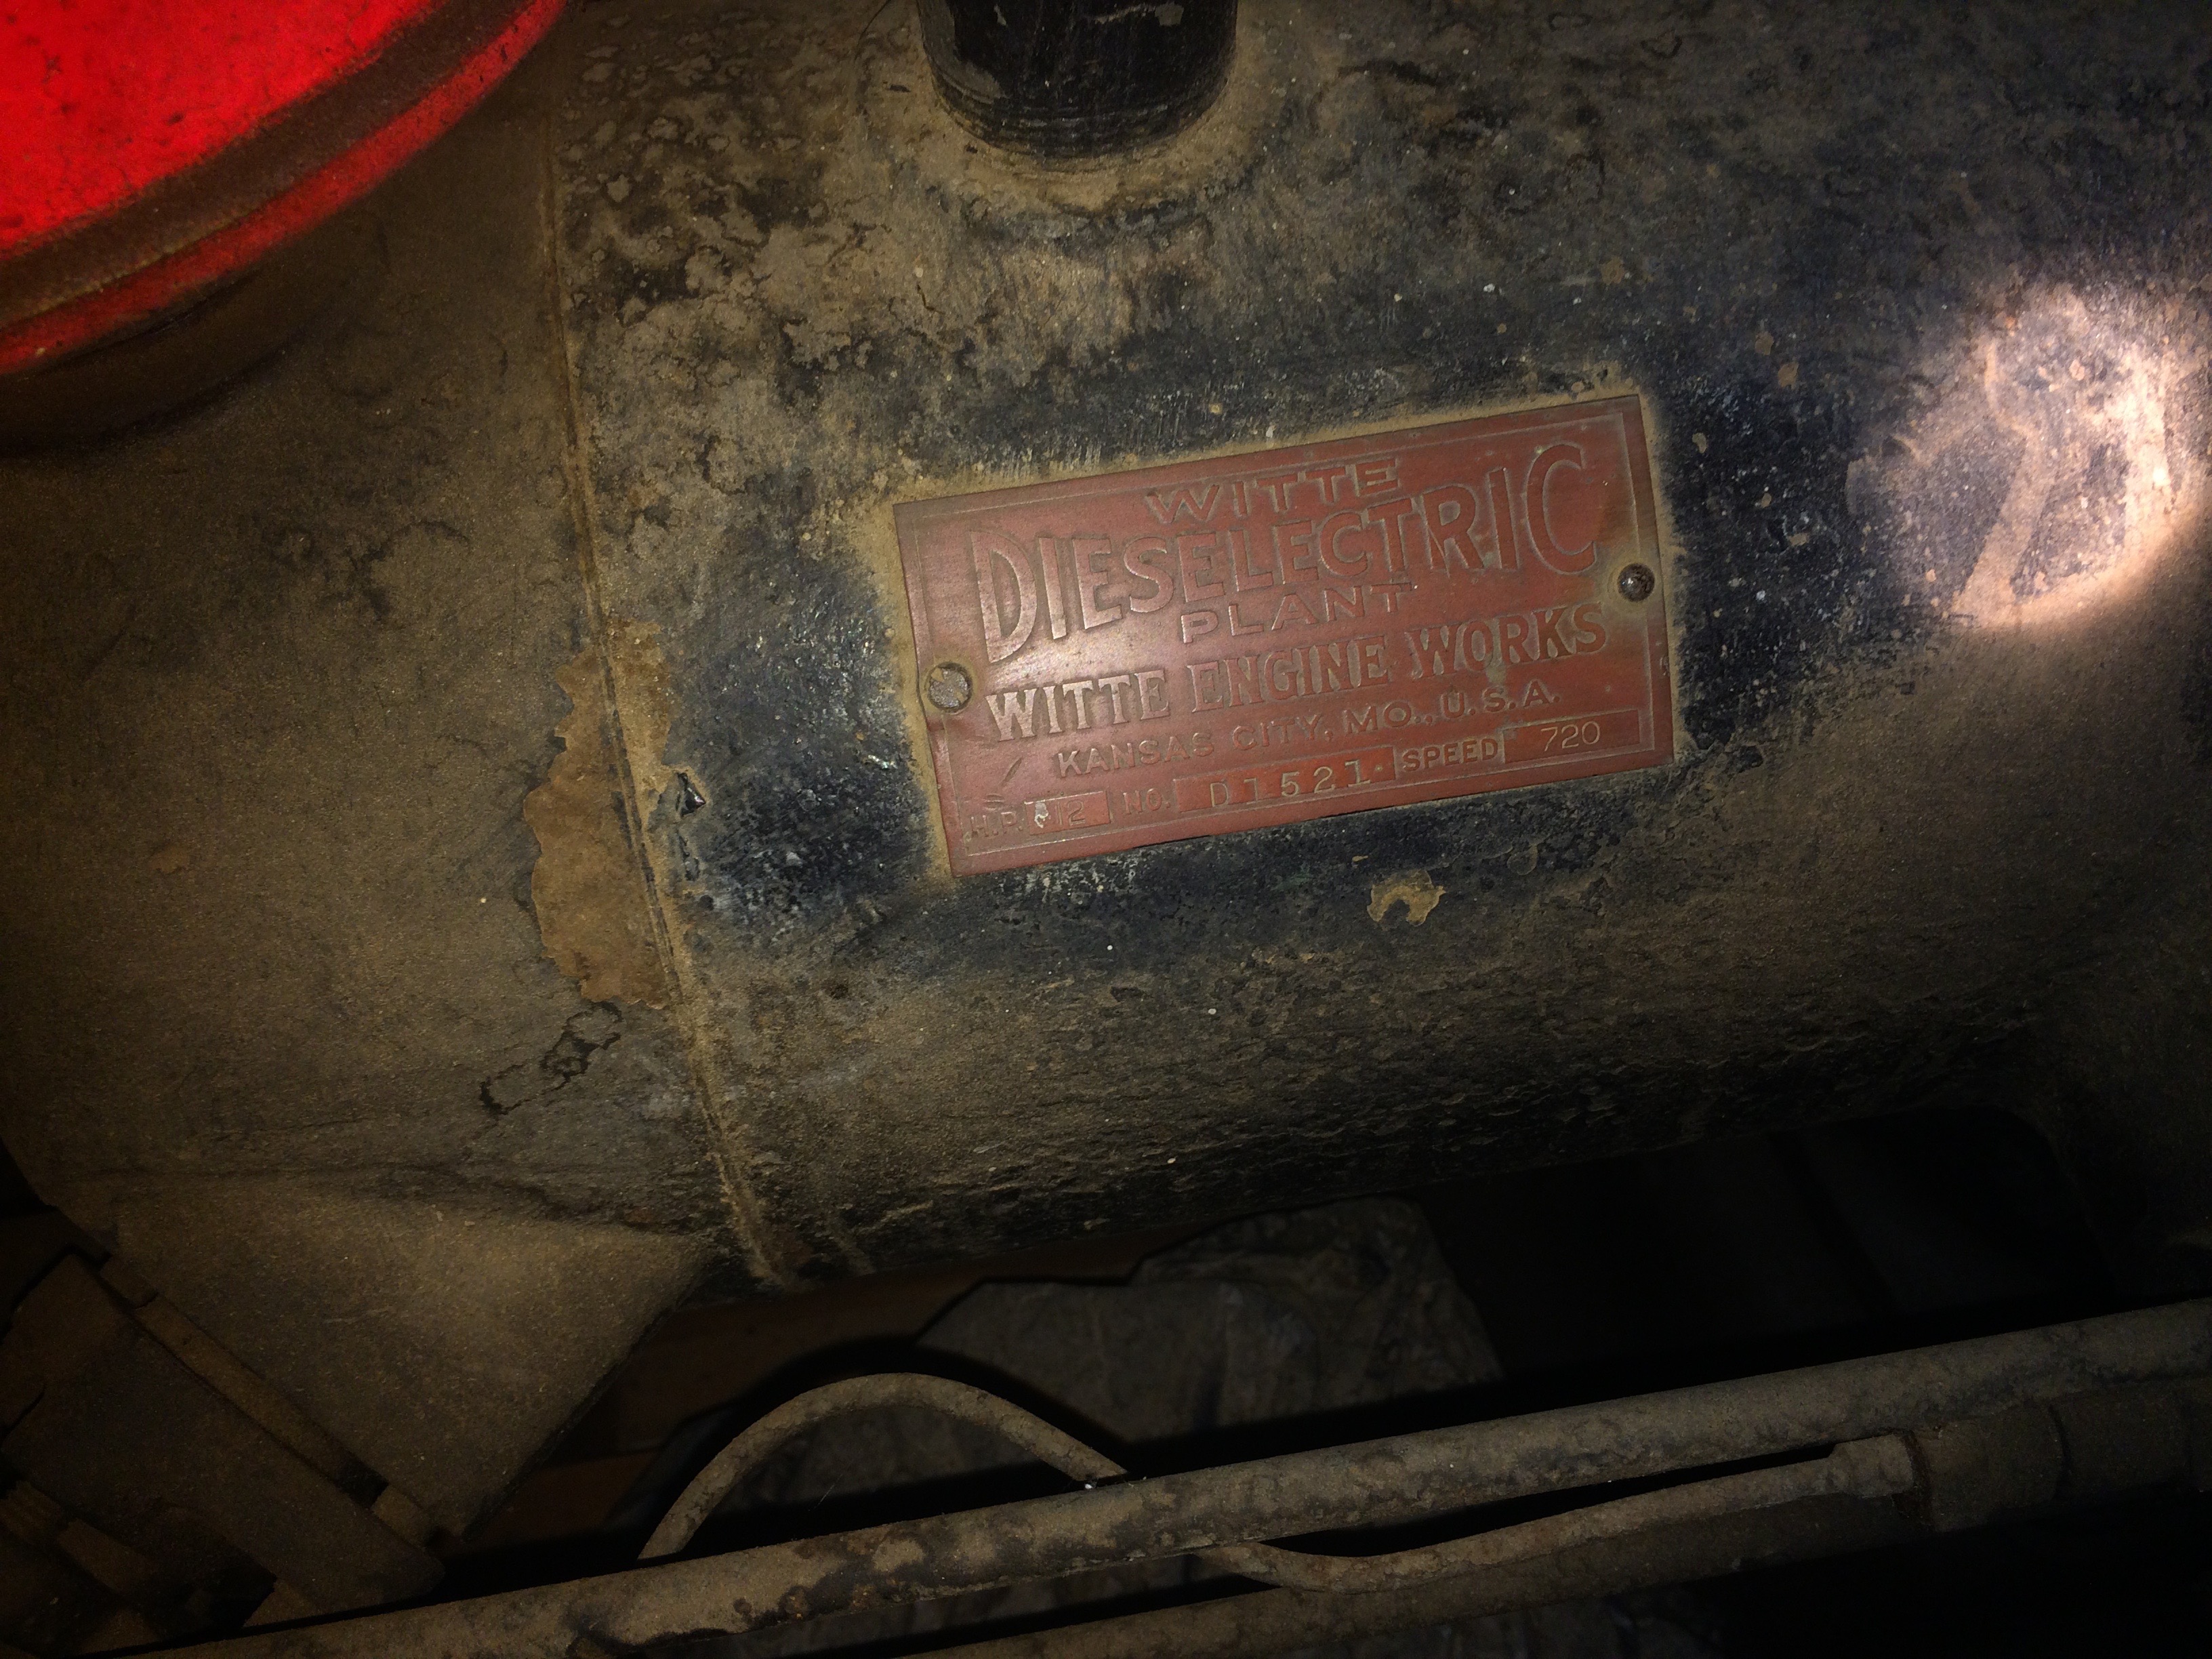 WITTE
DIESELECTRIC
PLANT
WITTE ENGINE WORKS
KANSAS CITY, MO., U.S.A.
H.P. 12 NO. D1521 SPEED 720